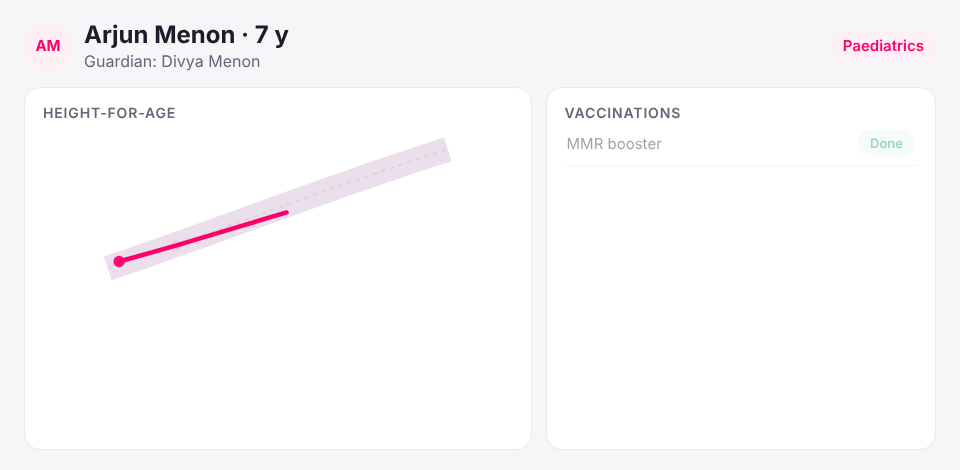 AM
Arjun Menon · 7 y
Guardian: Divya Menon
Paediatrics
HEIGHT-FOR-AGE
VACCINATIONS
MMR booster
Done